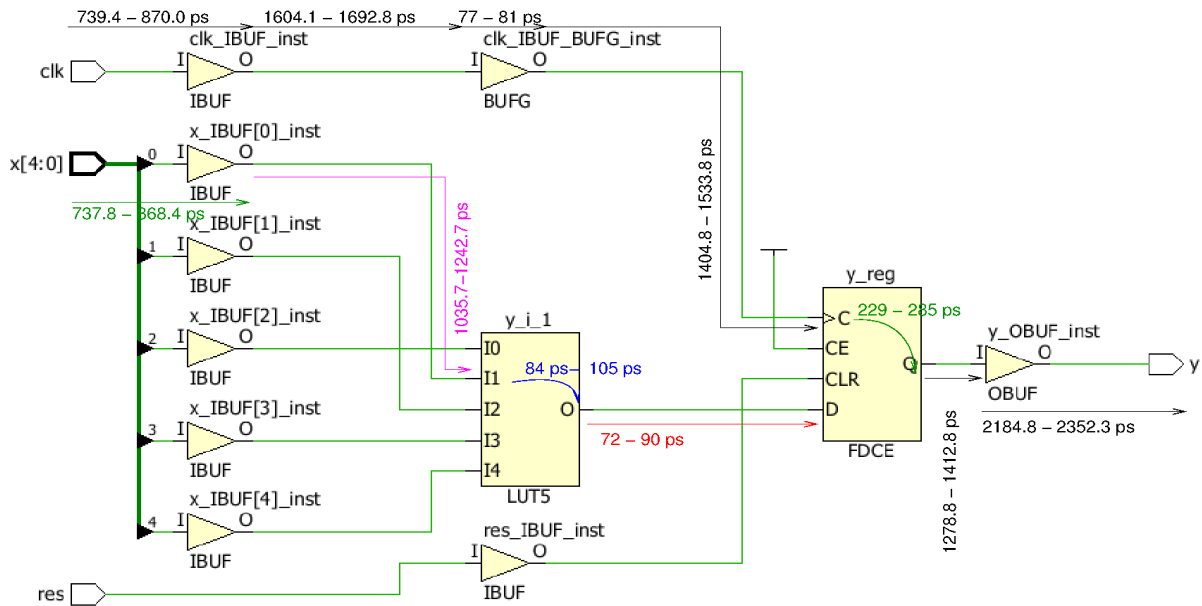 739.4 – 870.0 ps 1604.1 – 1692.8 ps 77 – 81 ps
clk_IBUF_inst clk_IBUF_BUFG_inst
clk I O I O
IBUF BUFG
x_IBUF[0]_inst
x[4:0] 0 I O
IBUF
737.8 – 868.4 ps
1404.8 – 1533.8 ps
x_IBUF[1]_inst
1 I O
IBUF
1035.7–1242.7 ps
x_IBUF[2]_inst
2 I O
IBUF
y_i_1
I0
I1
I2
I3
I4
O
84 ps– 105 ps
LUT5
72 – 90 ps
y_reg
C
CE
CLR
D
Q
229 – 285 ps
FDCE
y_OBUF_inst
I O y
OBUF
2184.8 – 2352.3 ps
1278.8 – 1412.8 ps
x_IBUF[3]_inst
3 I O
IBUF
x_IBUF[4]_inst
4 I O
IBUF
res_IBUF_inst
I O
IBUF
res